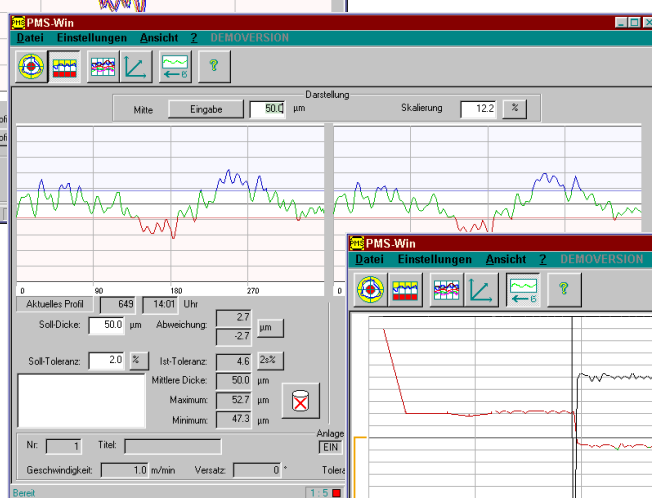 PMS-Win
Datei Einstellungen Ansicht ? DEMOVERSION
Darstellung
Mitte Eingabe 50.0 µm Skalierung 12.2 %
0 90 180 270 0
Aktuelles Profil 649 14:01 Uhr
Soll-Dicke: 50.0 µm Abweichung: 2.7 µm
-2.7
Soll-Toleranz: 2.0 % Ist-Toleranz: 4.6 2s%
Mittlere Dicke: 50.0 µm
Maximum: 52.7 µm
Minimum: 47.3 µm
Anlage
Nr: 1 Titel: EIN
Geschwindigkeit: 1.0 m/min Versatz: 0 ° Tolera
Bereit 1:5
PMS-Win
Datei Einstellungen Ansicht ? DEMOVERSION